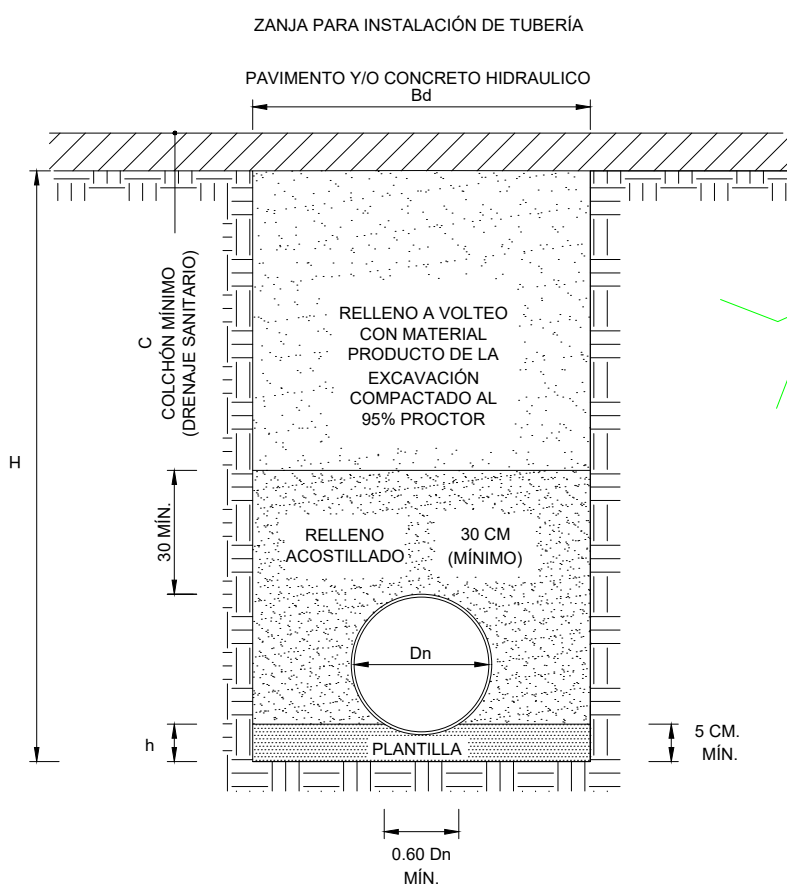 ZANJA PARA INSTALACIÓN DE TUBERÍA
PAVIMENTO Y/O CONCRETO HIDRAULICO
Bd
C
COLCHÓN MÍNIMO
(DRENAJE SANITARIO)
RELLENO A VOLTEO
CON MATERIAL
PRODUCTO DE LA
EXCAVACIÓN
COMPACTADO AL
95% PROCTOR
H
30 MÍN.
RELLENO
ACOSTILLADO
30 CM
(MÍNIMO)
Dn
h
PLANTILLA
5 CM.
MÍN.
0.60 Dn
MÍN.